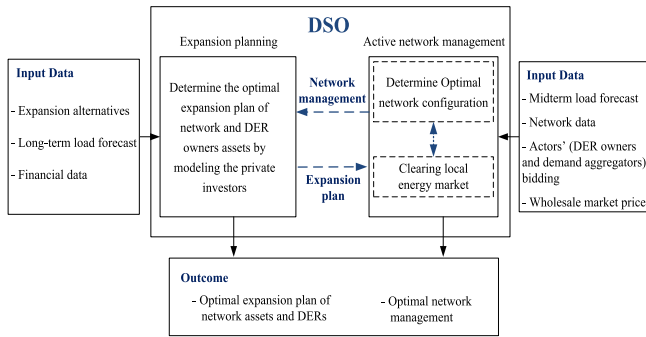 DSO
Expansion planning
Active network management
Input Data
- Expansion alternatives
- Long-term load forecast
- Financial data
Determine the optimal
expansion plan of
network and DER
owners assets by
modeling the private
investors
Network
management
Expansion
plan
Determine Optimal
network configuration
Clearing local
energy market
Input Data
- Midterm load forecast
- Network data
- Actors' (DER owners
and demand aggregators)
bidding
- Wholesale market price
Outcome
- Optimal expansion plan of
network assets and DERs
- Optimal network
management